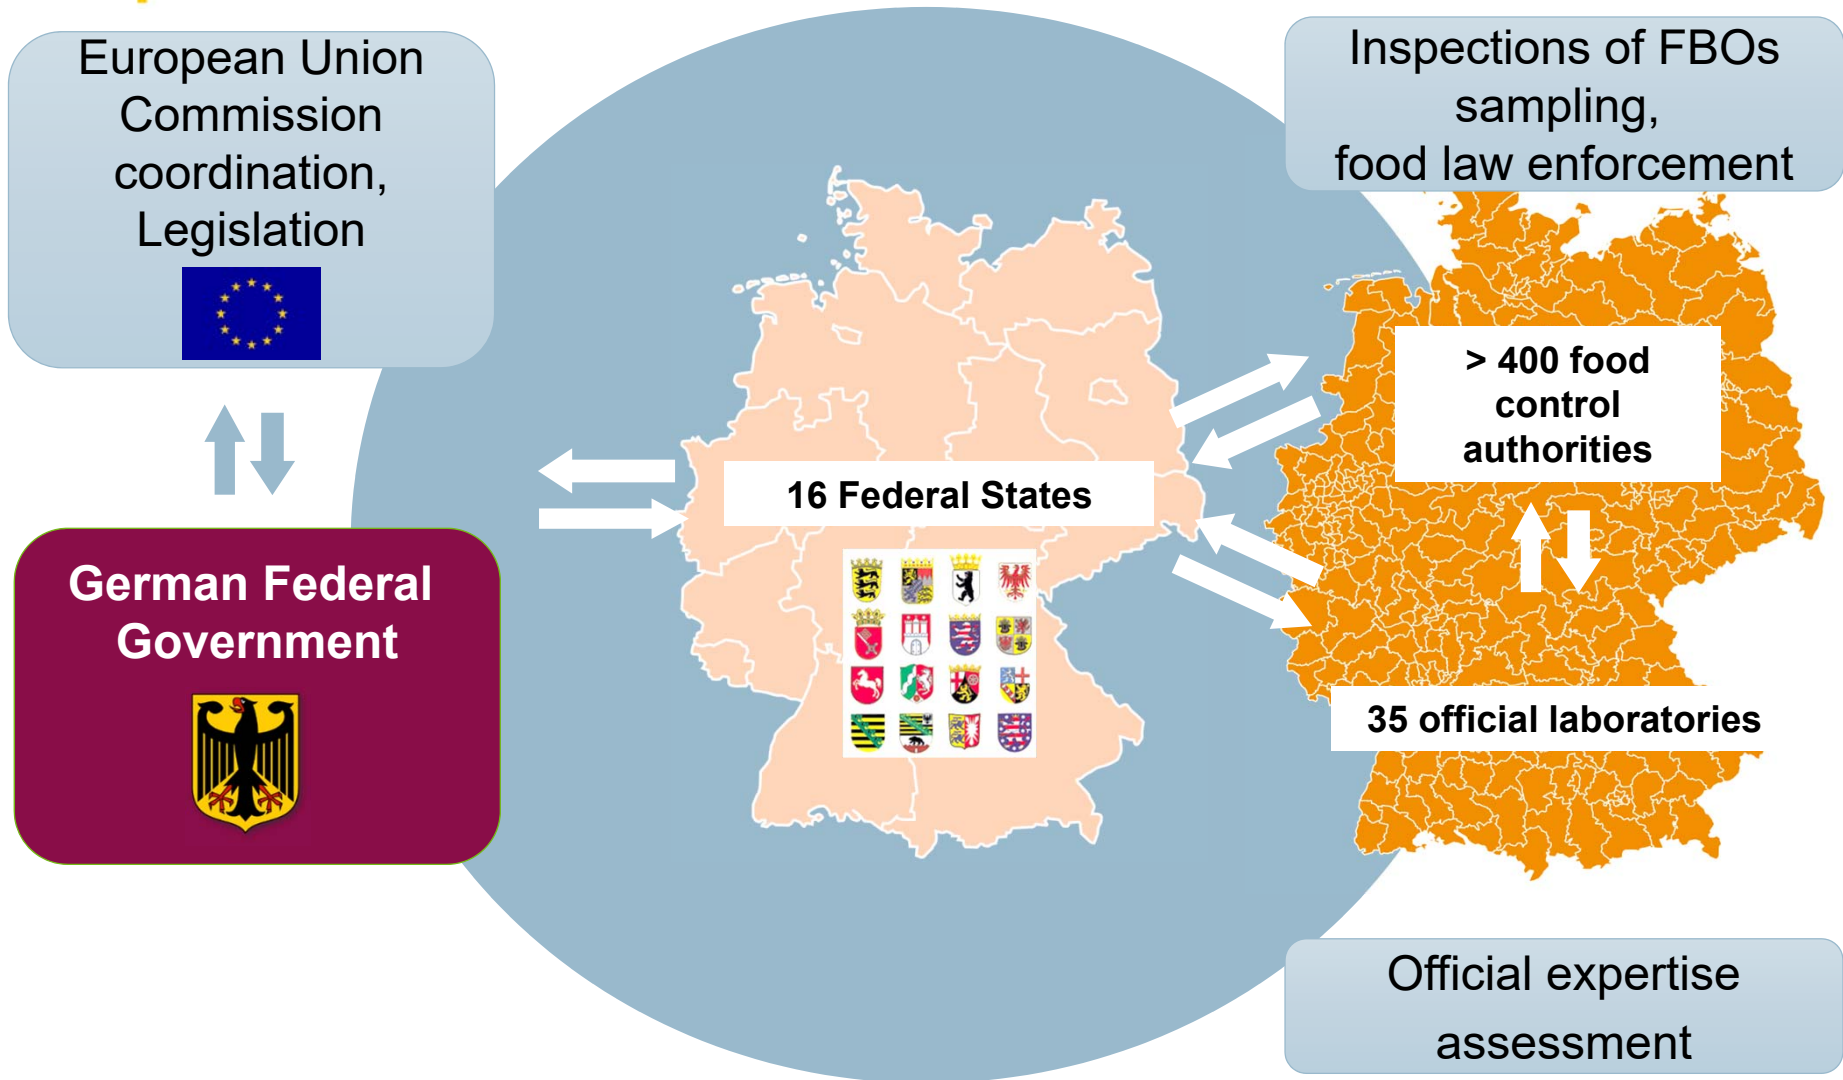 European Union
Commission
coordination,
Legislation
German Federal
Government
16 Federal States
Inspections of FBOs
sampling,
food law enforcement
> 400 food
control
authorities
35 official laboratories
Official expertise
assessment